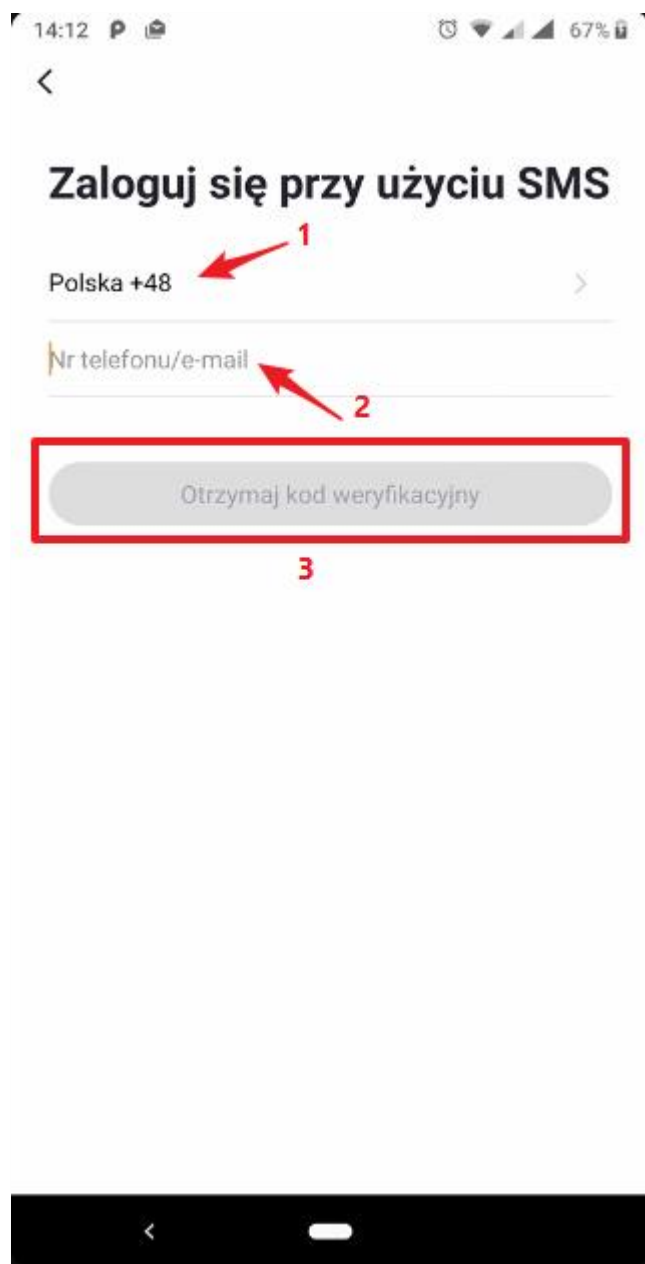 14:12 P 67%
Zaloguj się przy użyciu SMS
1
Polska +48
Nr telefonu/e-mail
2
Otrzymaj kod weryfikacyjny
3